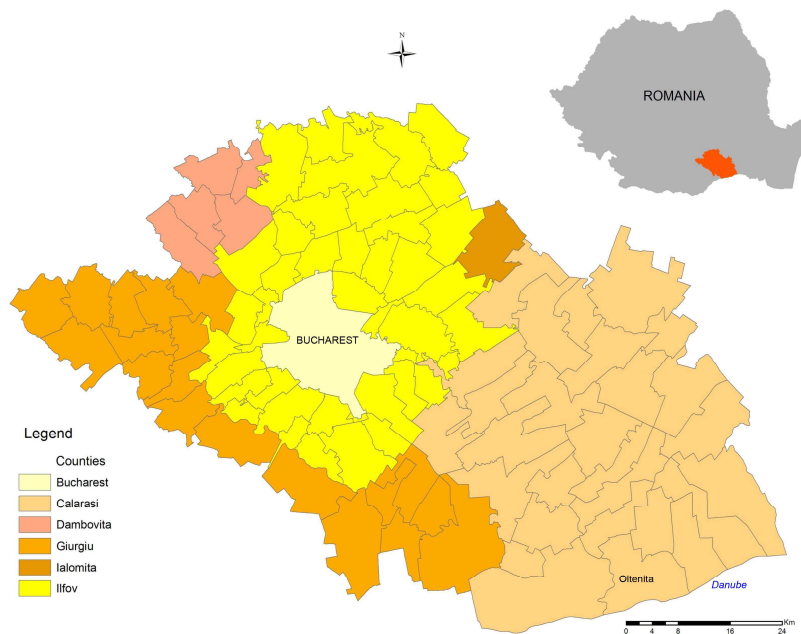 N
ROMANIA
BUCHAREST
Legend
Counties
Bucharest
Calarasi
Dambovita
Giurgiu
Ialomita
Ilfov
Oltenita
Danube
Km
0 4 8 16 24